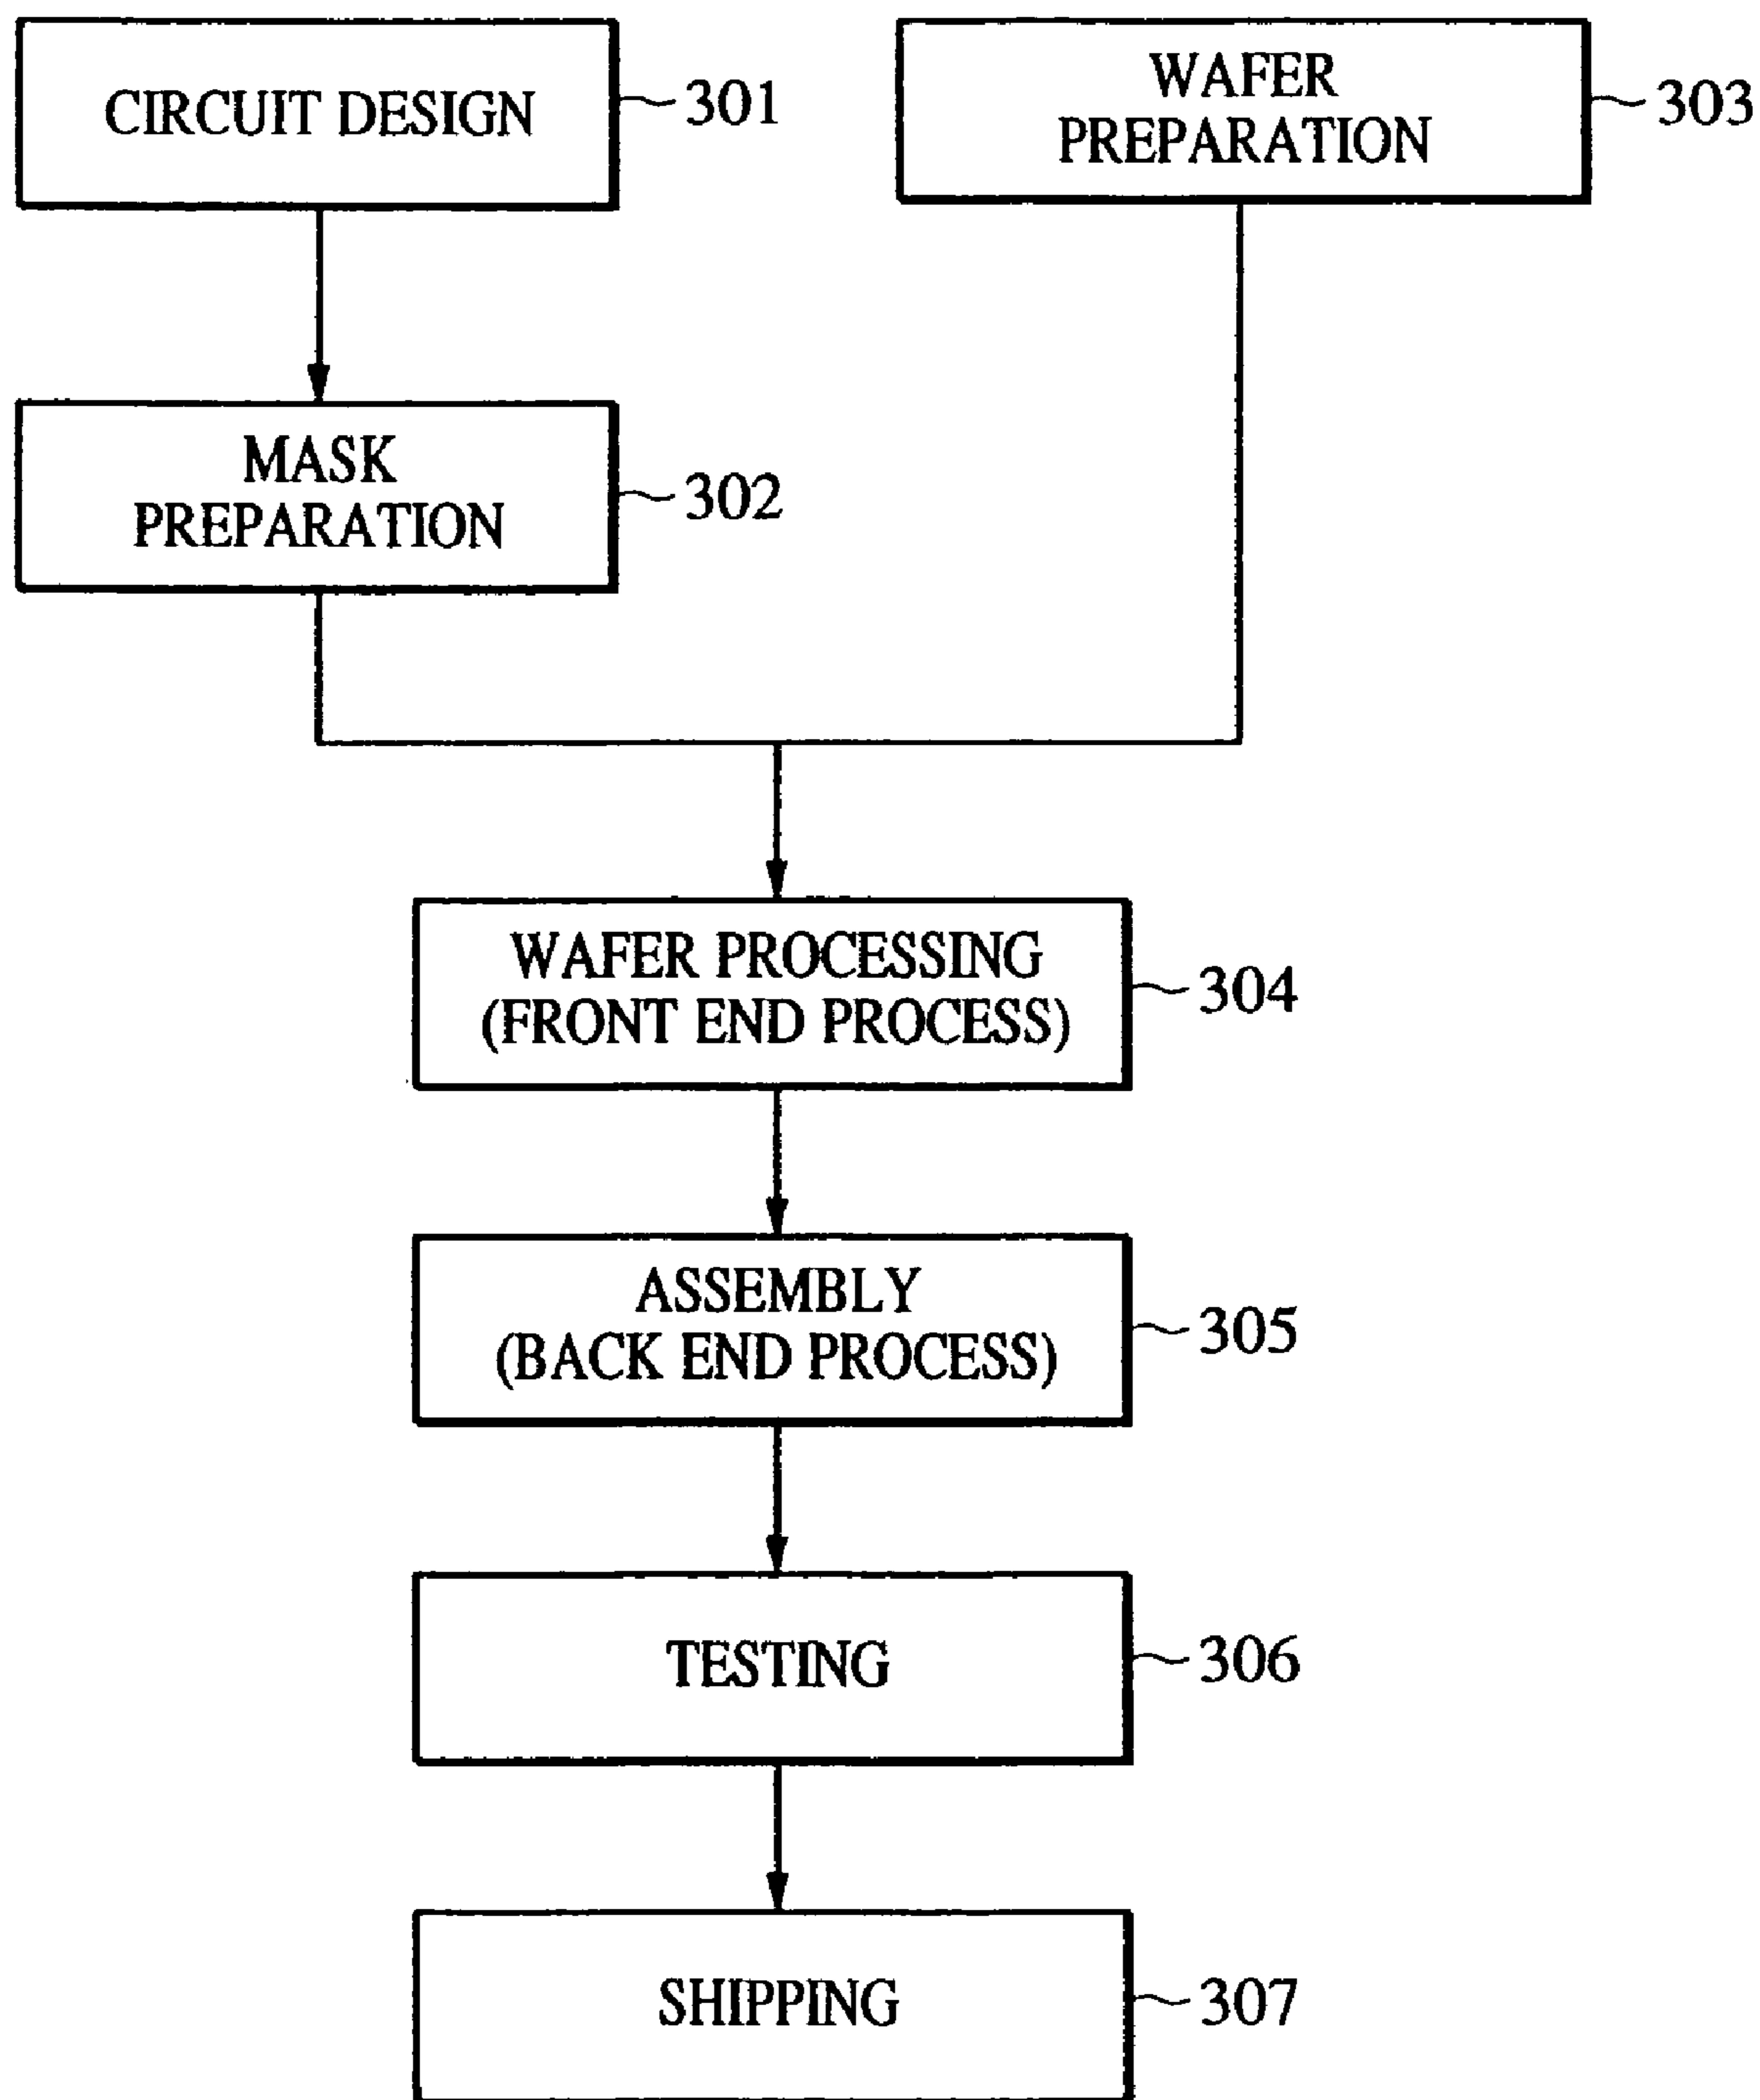 CIRCUIT DESIGN
301
WAFER
PREPARATION
303
MASK
PREPARATION
302
WAFER PROCESSING
(FRONT END PROCESS)
304
ASSEMBLY
(BACK END PROCESS)
305
TESTING
306
SHIPPING
307